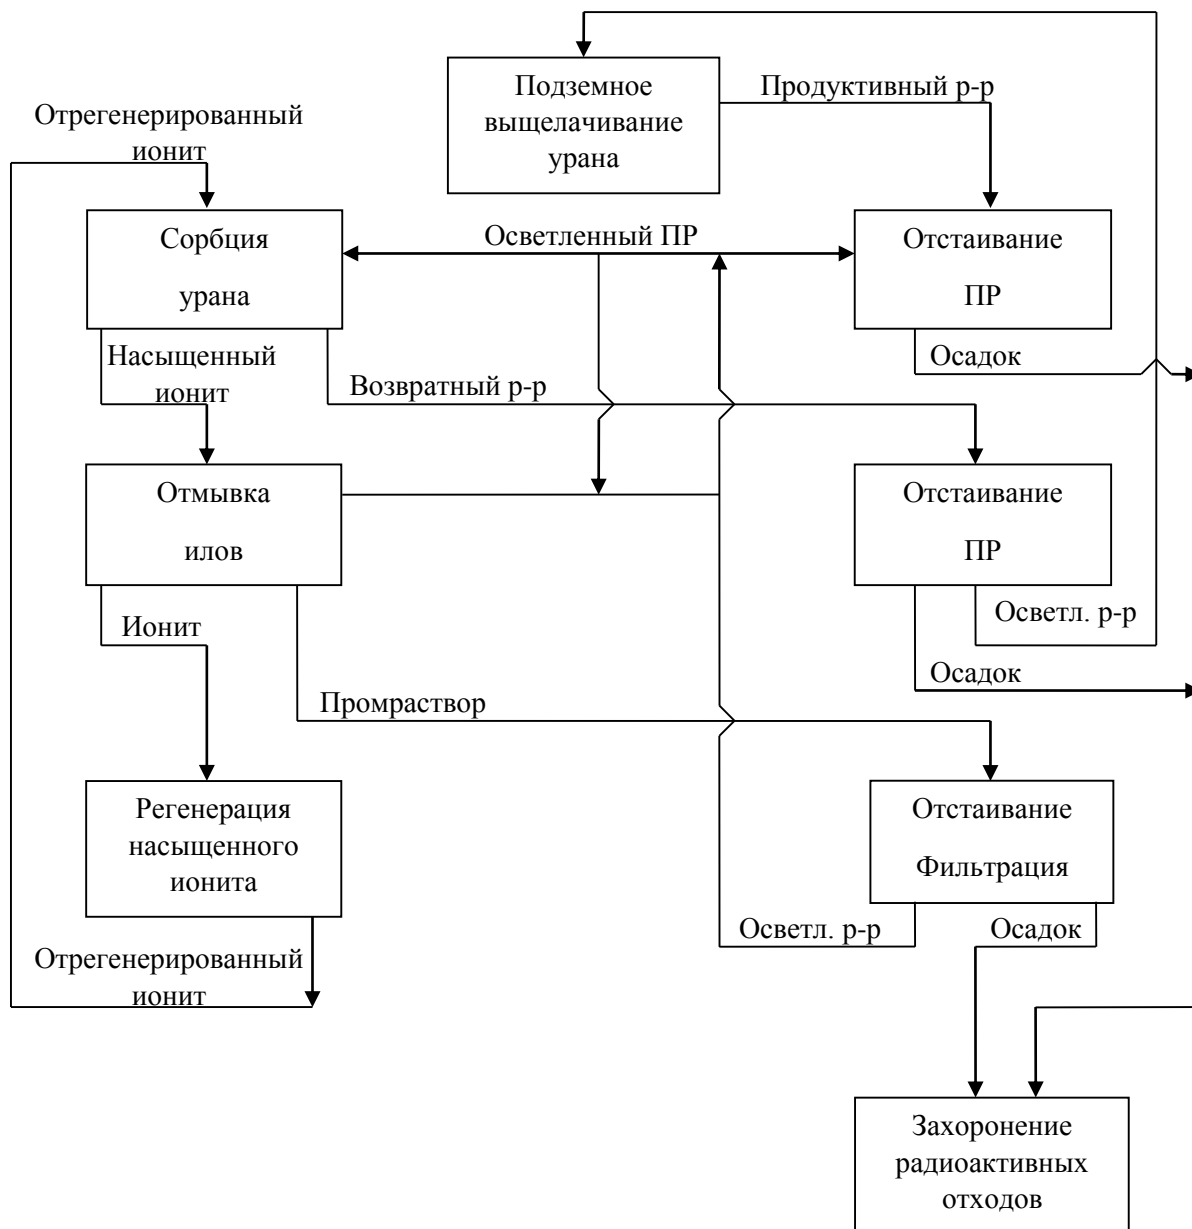 Подземное
выщелачивание
урана
Продуктивный р-р
Отрегенерированный
ионит
Сорбция
урана
Осветленный ПР
Отстаивание
ПР
Насыщенный
ионит
Возвратный р-р
Осадок
Отмывка
илов
Отстаивание
ПР
Ионит
Осветл. р-р
Осадок
Промраствор
Регенерация
насыщенного
ионита
Отстаивание
Фильтрация
Осветл. р-р
Осадок
Отрегенерированный
ионит
Захоронение
радиоактивных
отходов